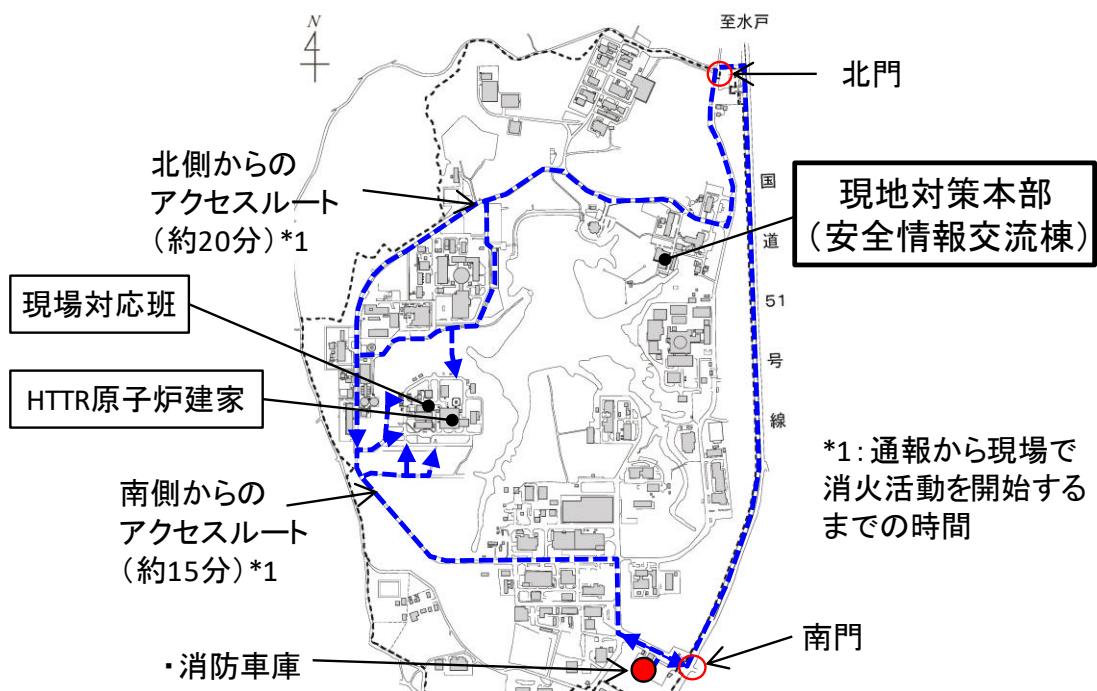 至水戸
N
北門
北側からの
アクセスルート
（約20分）*1
国道51号線
現地対策本部
（安全情報交流棟）
現場対応班
HTTR原子炉建家
*1：通報から現場で
消火活動を開始する
までの時間
南側からの
アクセスルート
（約15分）*1
南門
・消防車庫